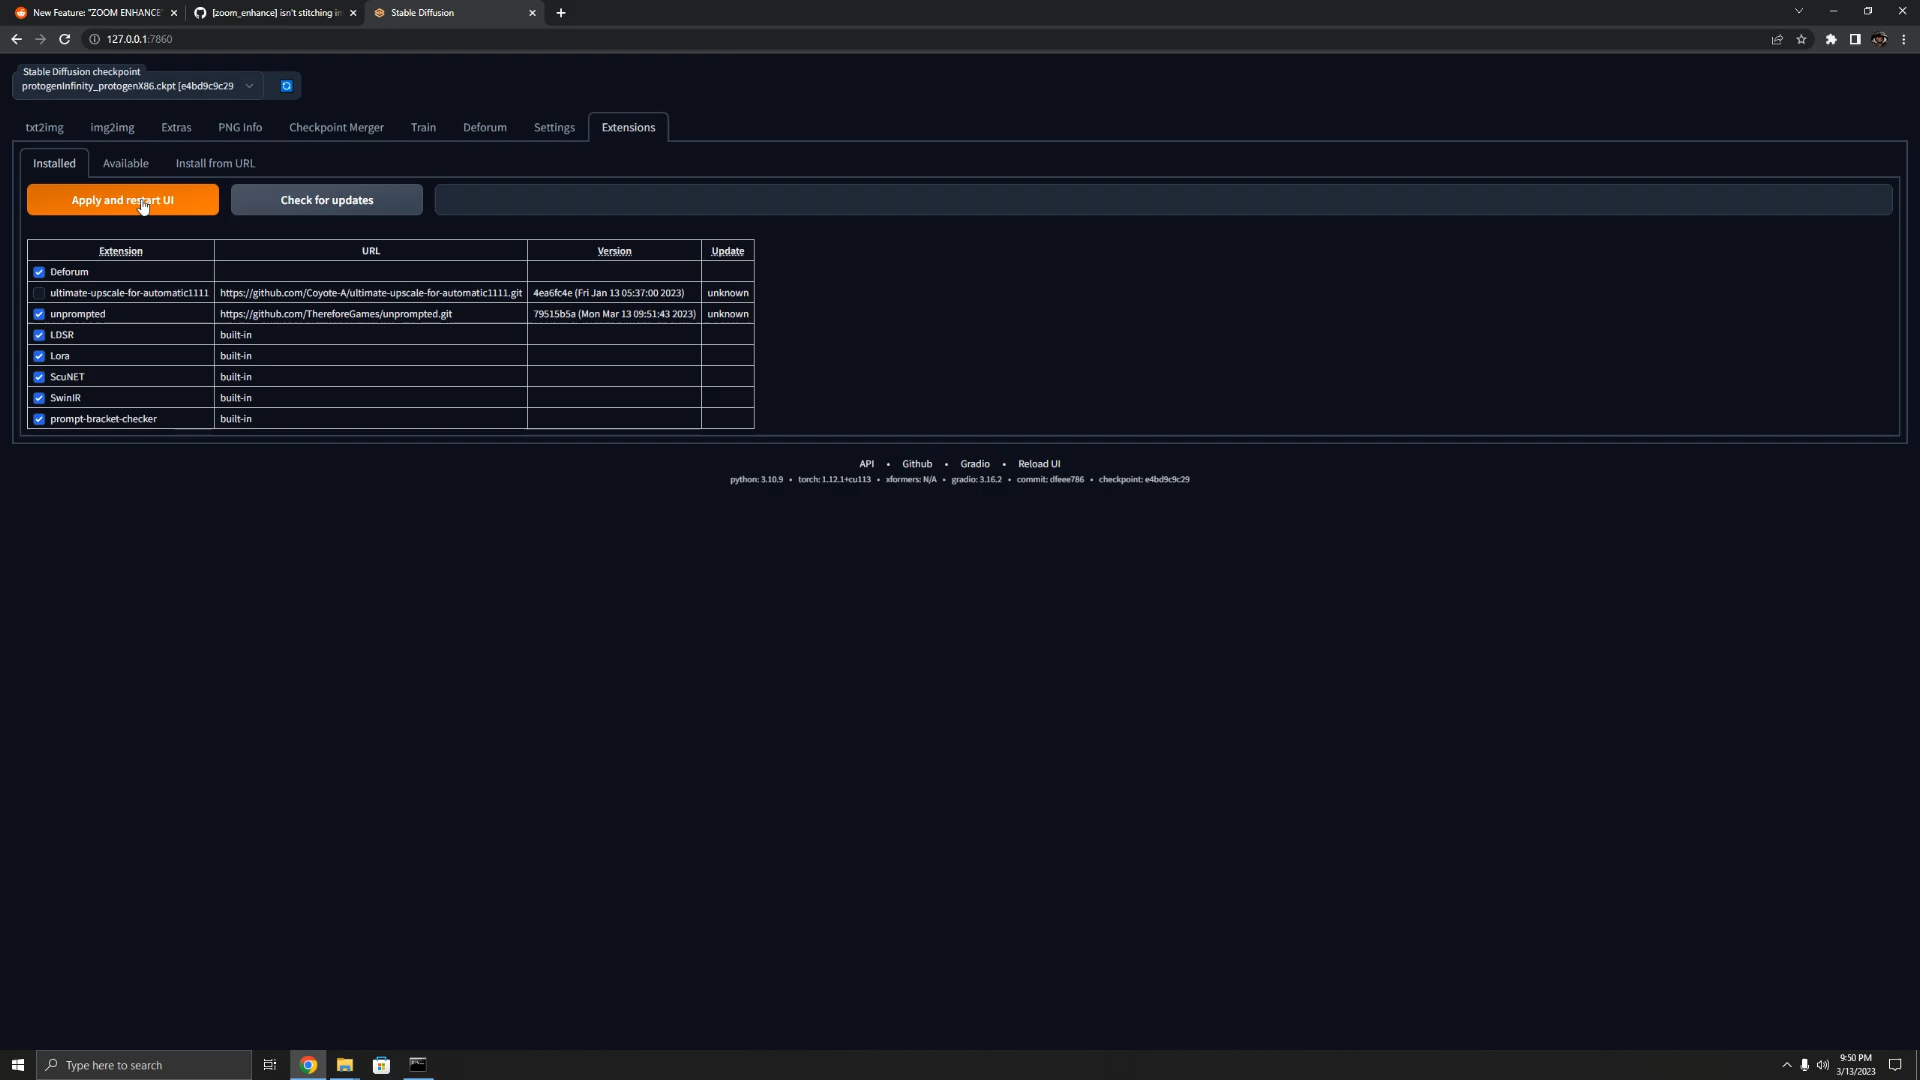 New Feature: "ZOOM ENHANCE"
[zoom_enhance] isn't stitching in
Stable Diffusion
127.0.0.1:7860
Stable Diffusion checkpoint
protogenInfinity_protogenX86.ckpt [e4bd9c9c29
txt2img
img2img
Extras
PNG Info
Checkpoint Merger
Train
Deforum
Settings
Extensions
Installed
Available
Install from URL
Apply and restart UI
Check for updates
Extension URL Version Update
Deforum
ultimate-upscale-for-automatic1111 https://github.com/Coyote-A/ultimate-upscale-for-automatic1111.git 4ea6fc4e (Fri Jan 13 05:37:00 2023) unknown
unprompted https://github.com/ThereforeGames/unprompted.git 79515b5a (Mon Mar 13 09:51:43 2023) unknown
LDSR built-in
Lora built-in
ScuNET built-in
SwinIR built-in
prompt-bracket-checker built-in
API • Github • Gradio • Reload UI
python: 3.10.9 • torch: 1.12.1+cu113 • xformers: N/A • gradio: 3.16.2 • commit: dfeee786 • checkpoint: e4bd9c9c29
Type here to search
9:50 PM
3/13/2023